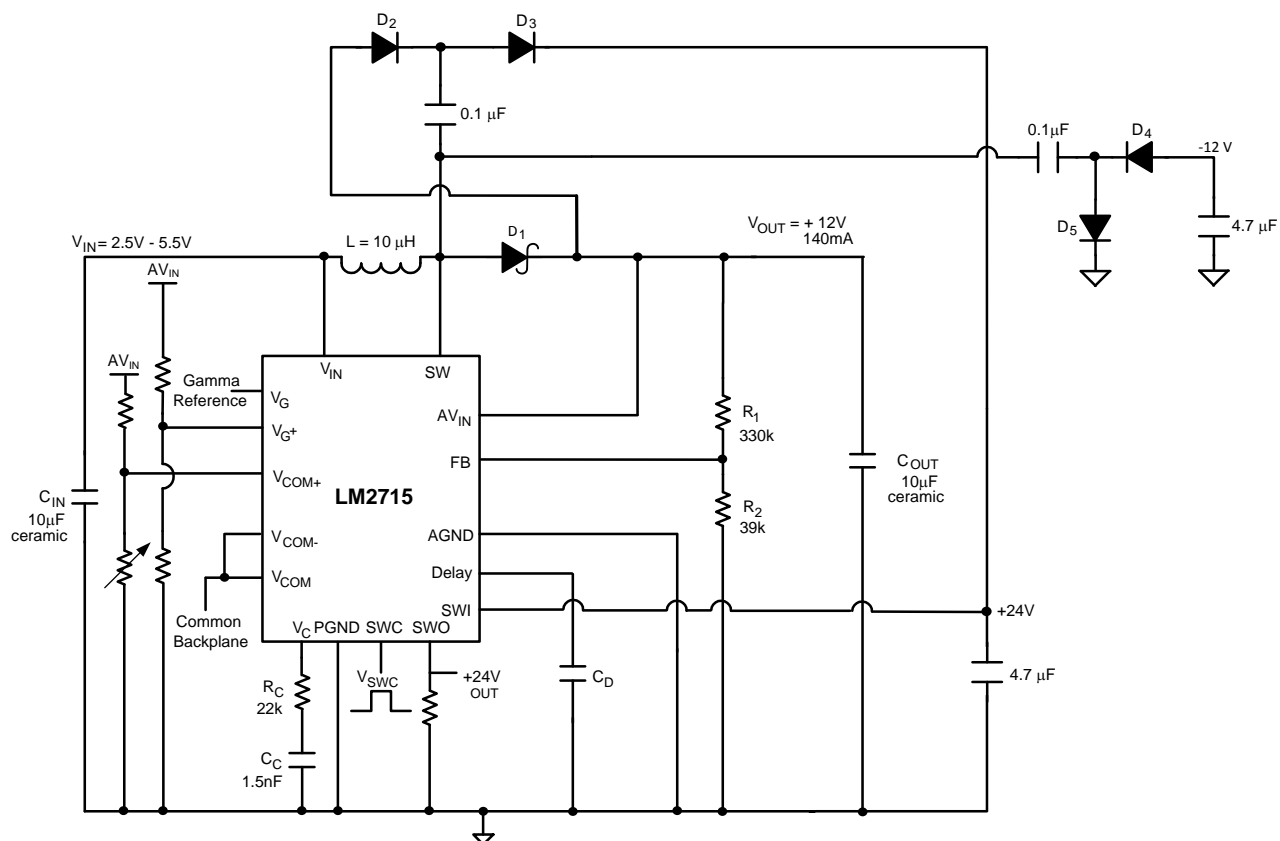 D2
D3
0.1 µF
0.1µF
D4
-12 V
D5
4.7 µF
VIN = 2.5V - 5.5V
L = 10 µH
D1
VOUT = + 12V
140mA
AVIN
AVIN
VIN
SW
Gamma
Reference
VG
VG+
VCOM+
VCOM-
VCOM
LM2715
AVIN
FB
AGND
Delay
SWI
R1
330k
R2
39k
COUT
10µF
ceramic
CIN
10µF
ceramic
Common
Backplane
VC
PGND
SWC
SWO
VSWC
+24V
OUT
RC
22k
CC
1.5nF
CD
+24V
4.7 µF